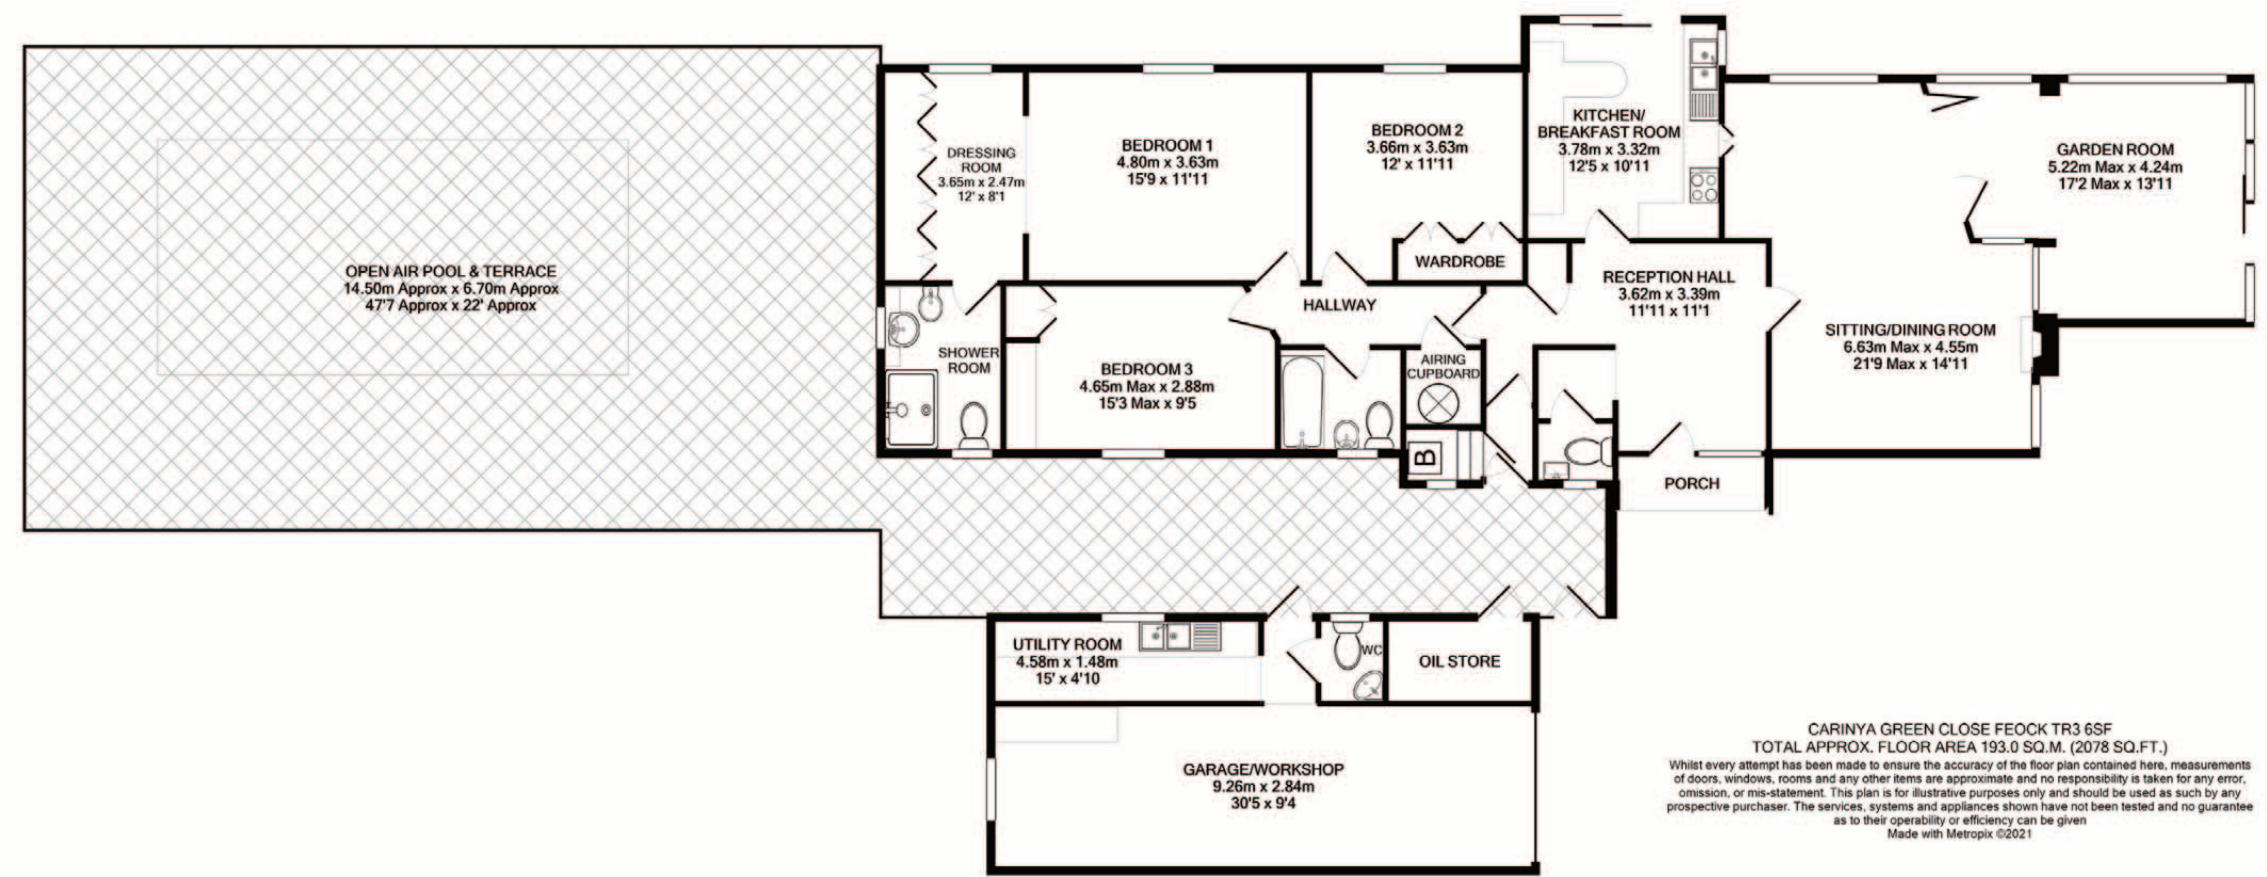 OPEN AIR POOL & TERRACE
14.50m Approx x 6.70m Approx
47'7 Approx x 22' Approx
DRESSING
ROOM
3.65m x 2.47m
12' x 8'1
BEDROOM 1
4.80m x 3.63m
15'9 x 11'11
BEDROOM 2
3.66m x 3.63m
12' x 11'11
WARDROBE
KITCHEN/
BREAKFAST ROOM
3.78m x 3.32m
12'5 x 10'11
GARDEN ROOM
5.22m Max x 4.24m
17'2 Max x 13'11
RECEPTION HALL
3.62m x 3.39m
11'11 x 11'1
HALLWAY
SITTING/DINING ROOM
6.63m Max x 4.55m
21'9 Max x 14'11
SHOWER
ROOM
BEDROOM 3
4.65m Max x 2.88m
15'3 Max x 9'5
AIRING
CUPBOARD
B
PORCH
UTILITY ROOM
4.58m x 1.48m
15' x 4'10
WC
OIL STORE
GARAGE/WORKSHOP
9.26m x 2.84m
30'5 x 9'4
CARINYA GREEN CLOSE FEOCK TR3 6SF
TOTAL APPROX. FLOOR AREA 193.0 SQ.M. (2078 SQ.FT.)
Whilst every attempt has been made to ensure the accuracy of the floor plan contained here, measurements
of doors, windows, rooms and any other items are approximate and no responsibility is taken for any error,
omission, or mis-statement. This plan is for illustrative purposes only and should be used as such by any
prospective purchaser. The services, systems and appliances shown have not been tested and no guarantee
as to their operability or efficiency can be given
Made with Metropix ©2021